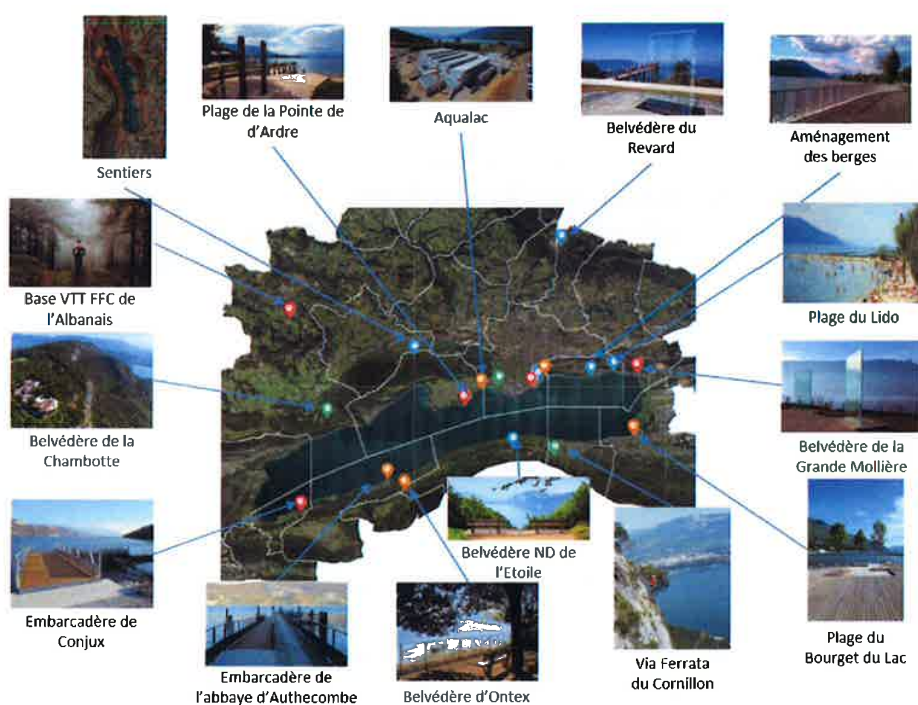 Sentiers
Plage de la Pointe de
d'Ardre
Aqualac
Belvédère du
Revard
Aménagement
des berges
Base VTT FFC de
l'Albanais
Plage du Lido
Belvédère de la
Chambotte
Belvédère de la
Grande Mollière
Belvédère ND de
l'Etoile
Embarcadère de
Conjux
Embarcadère de
l'abbaye d'Authecombe
Belvédère d'Ontex
Via Ferrata
du Cornillon
Plage du
Bourget du Lac